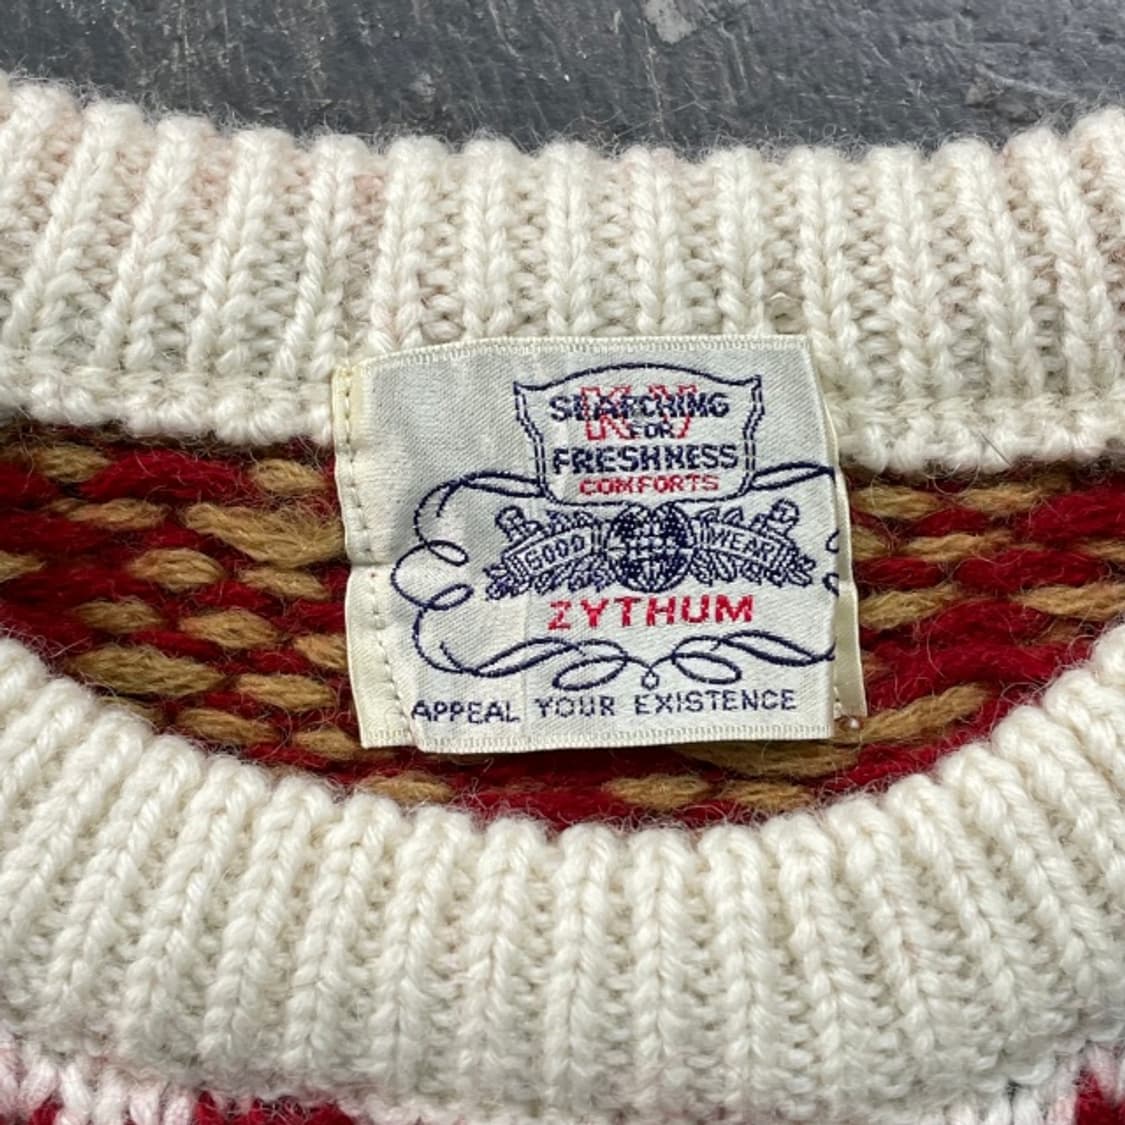 SEARCHING
FOR
FRESHNESS
COMFORTS
GOOD WEAR
ZYTHUM
APPEAL YOUR EXISTENCE